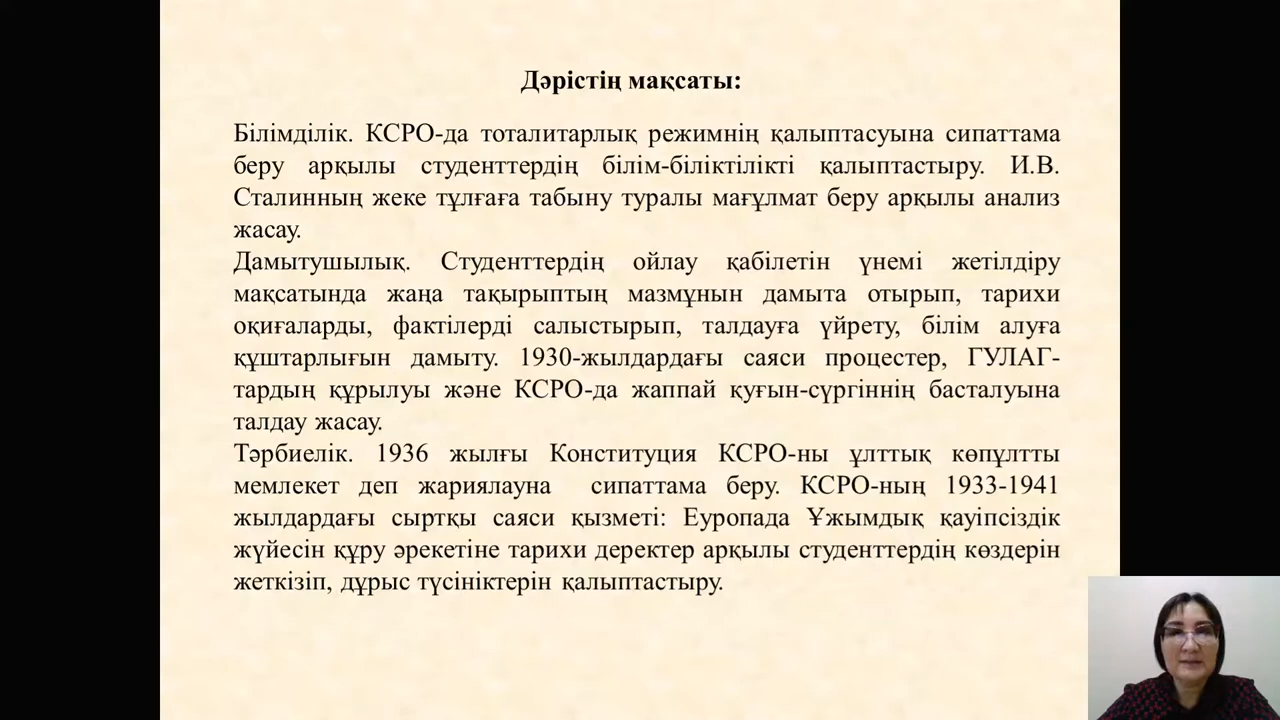 Дәрістің мақсаты:
Білімділік. КСРО-да тоталитарлық режимнің қалыптасуына сипаттама
беру арқылы студенттердің білім-біліктілікті қалыптастыру. И.В.
Сталинның жеке тұлғаға табыну туралы мағұлмат беру арқылы анализ
жасау.
Дамытушылық. Студенттердің ойлау қабілетін үнемі жетілдіру
мақсатында жаңа тақырыптың мазмұнын дамыта отырып, тарихи
оқиғаларды, фактілерді салыстырып, талдауға үйрету, білім алуға
құштарлығын дамыту. 1930-жылдардағы саяси процестер, ГУЛАГ-
тардың құрылуы және КСРО-да жаппай қуғын-сүргіннің басталуына
талдау жасау.
Тәрбиелік. 1936 жылғы Конституция КСРО-ны ұлттық көпұлтты
мемлекет деп жариялауна сипаттама беру. КСРО-ның 1933-1941
жылдардағы сыртқы саяси қызметі: Еуропада Ұжымдық қауіпсіздік
жүйесін құру әрекетіне тарихи деректер арқылы студенттердің көздерін
жеткізіп, дұрыс түсініктерін қалыптастыру.